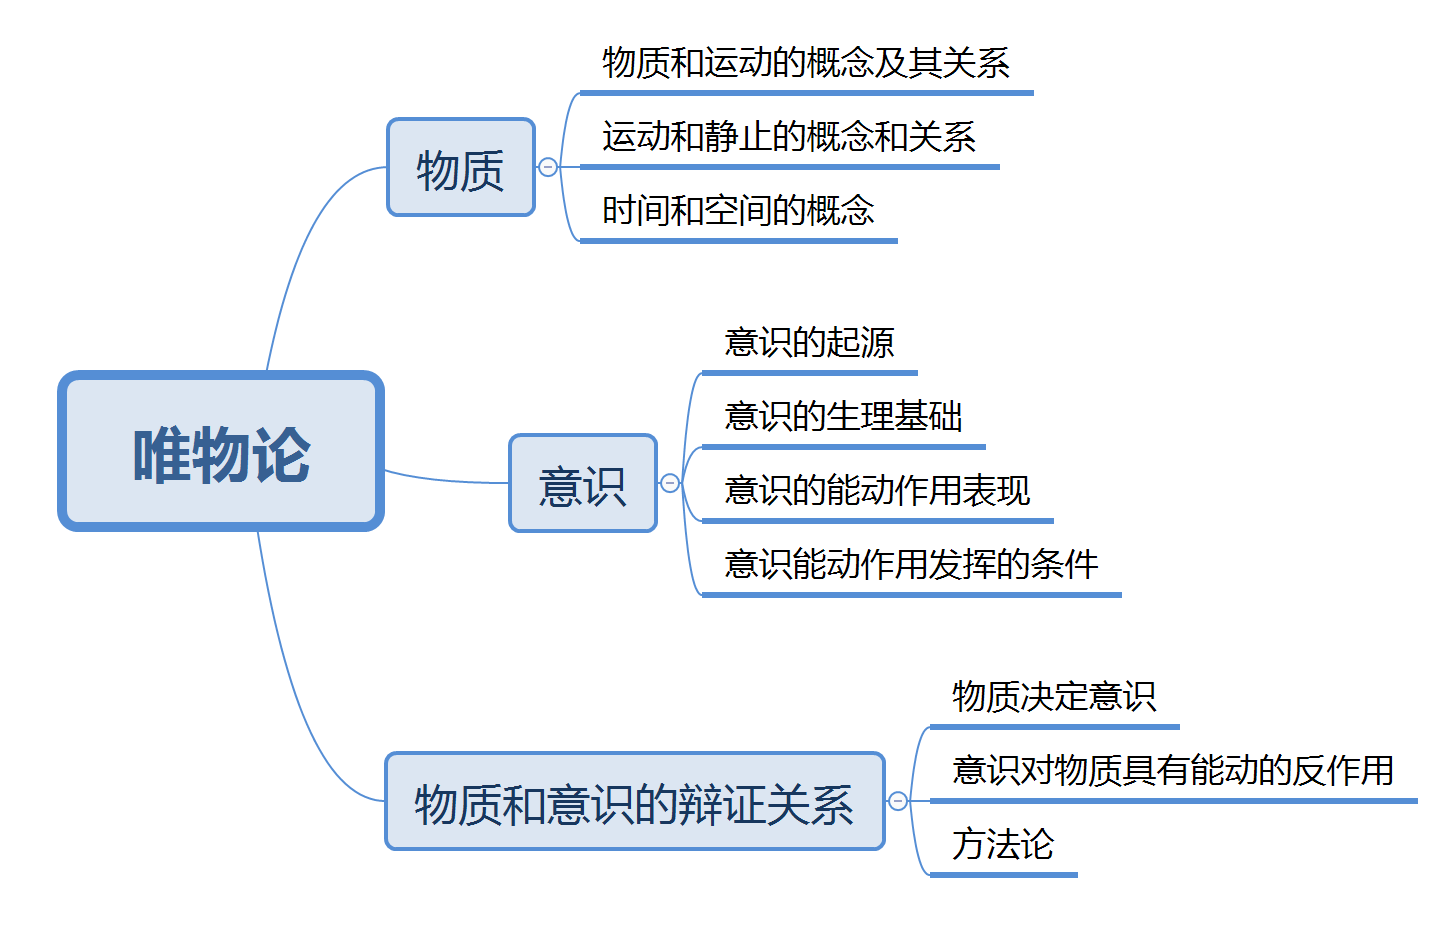 物质和运动的概念及其关系
运动和静止的概念和关系
物质
时间和空间的概念
意识的起源
意识的生理基础
唯物论
意识
意识的能动作用表现
意识能动作用发挥的条件
物质决定意识
意识对物质具有能动的反作用
物质和意识的辩证关系
方法论